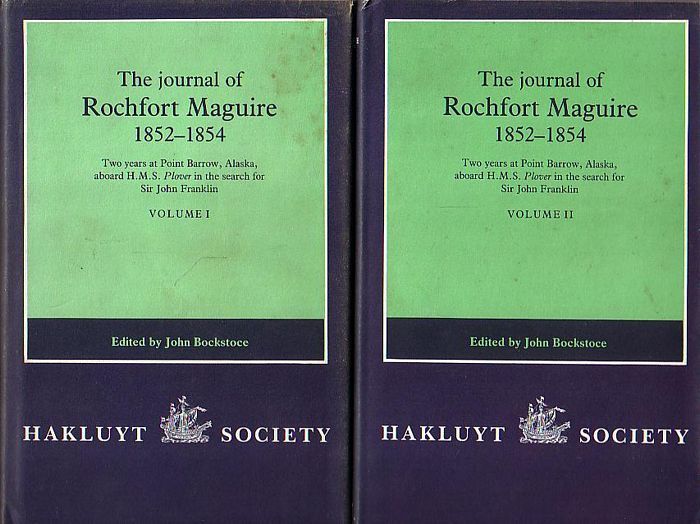 The journal of
Rochfort Maguire
1852–1854
Two years at Point Barrow, Alaska,
aboard H.M.S. Plover in the search for
Sir John Franklin
VOLUME I
Edited by John Bockstoce
HAKLUYT SOCIETY
The journal of
Rochfort Maguire
1852–1854
Two years at Point Barrow, Alaska,
aboard H.M.S. Plover in the search for
Sir John Franklin
VOLUME II
Edited by John Bockstoce
HAKLUYT SOCIETY